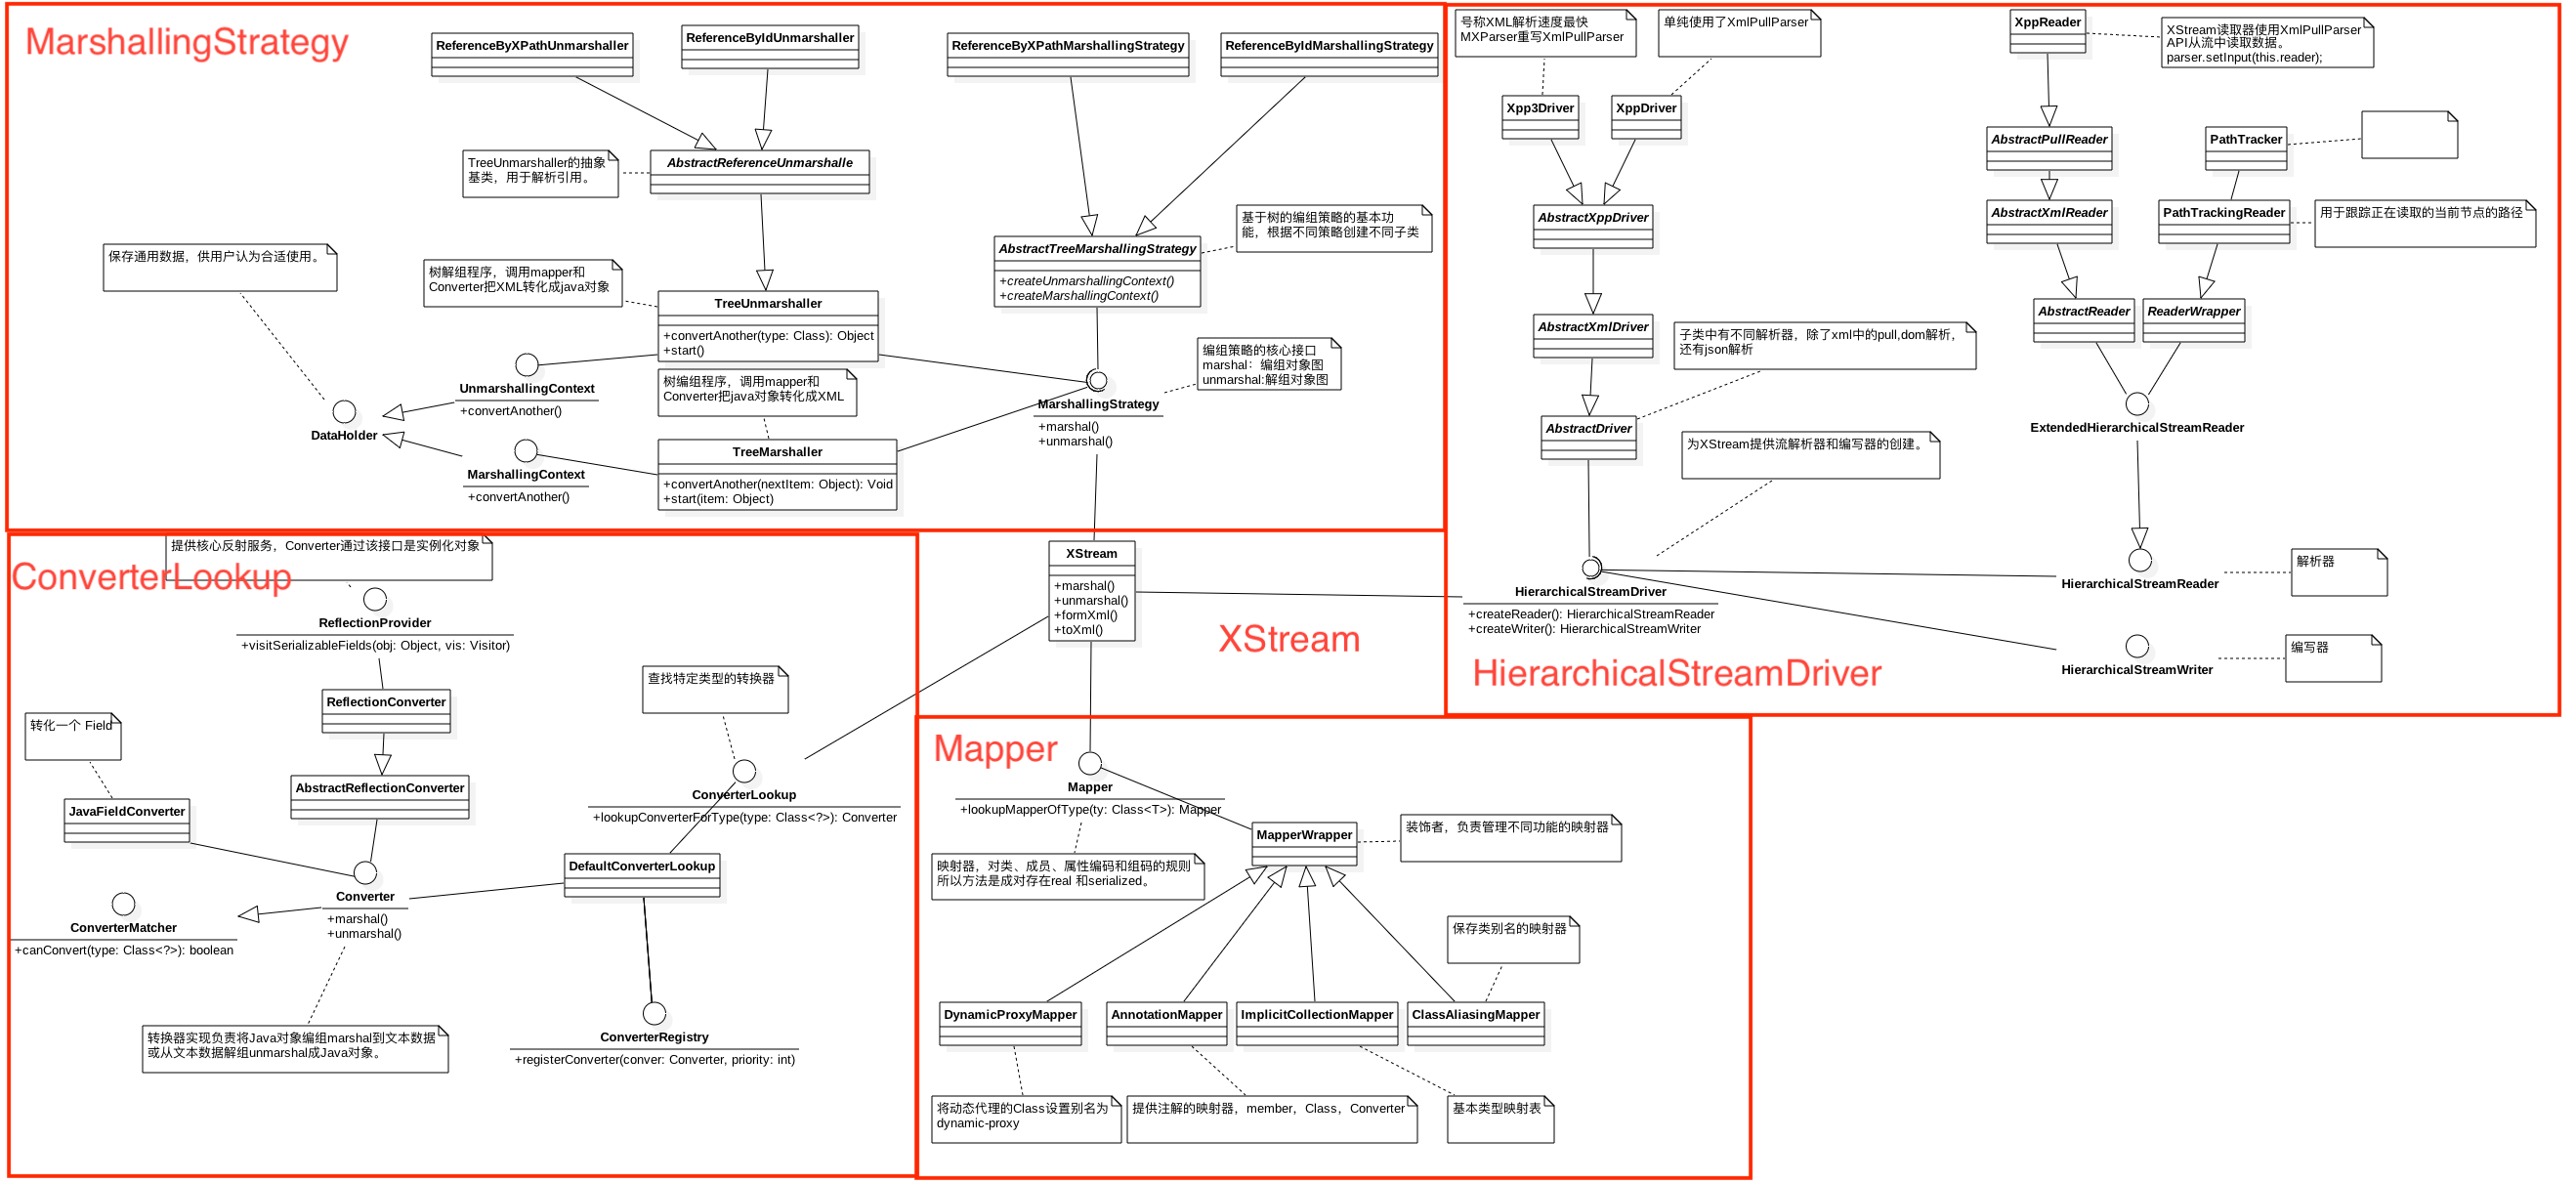 MarshallingStrategy
ReferenceByXPathUnmarshaller
ReferenceByIdUnmarshaller
ReferenceByXPathMarshallingStrategy
ReferenceByIdMarshallingStrategy
TreeUnmarshaller的抽象
基类，用于解析引用。
AbstractReferenceUnmarshalle
基于树的编组策略的基本功
能，根据不同策略创建不同子类
AbstractTreeMarshallingStrategy
+createUnmarshallingContext()
+createMarshallingContext()
保存通用数据，供用户认为合适使用。
树解组程序，调用mapper和
Converter把XML转化成java对象
TreeUnmarshaller
+convertAnother(type: Class): Object
+start()
编组策略的核心接口
marshal：编组对象图
unmarshal:解组对象图
UnmarshallingContext
+convertAnother()
树编组程序，调用mapper和
Converter把java对象转化成XML
MarshallingStrategy
+marshal()
+unmarshal()
DataHolder
MarshallingContext
+convertAnother()
TreeMarshaller
+convertAnother(nextItem: Object): Void
+start(item: Object)
号称XML解析速度最快
MXParser重写XmlPullParser
单纯使用了XmlPullParser
XppReader
XStream读取器使用XmlPullParser
API从流中读取数据。
parser.setInput(this.reader);
Xpp3Driver
XppDriver
AbstractPullReader
PathTracker
AbstractXppDriver
AbstractXmlReader
PathTrackingReader
用于跟踪正在读取的当前节点的路径
AbstractXmlDriver
子类中有不同解析器，除了xml中的pull,dom解析，
还有json解析
AbstractReader
ReaderWrapper
AbstractDriver
为XStream提供流解析器和编写器的创建。
ExtendedHierarchicalStreamReader
HierarchicalStreamDriver
+createReader(): HierarchicalStreamReader
+createWriter(): HierarchicalStreamWriter
HierarchicalStreamReader
解析器
HierarchicalStreamWriter
编写器
HierarchicalStreamDriver
XStream
+marshal()
+unmarshal()
+formXml()
+toXml()
XStream
提供核心反射服务，Converter通过该接口是实例化对象
ConverterLookup
ReflectionProvider
+visitSerializableFields(obj: Object, vis: Visitor)
查找特定类型的转换器
ReflectionConverter
转化一个 Field
ConverterLookup
+lookupConverterForType(type: Class<?>): Converter
JavaFieldConverter
AbstractReflectionConverter
DefaultConverterLookup
Converter
+marshal()
+unmarshal()
ConverterMatcher
+canConvert(type: Class<?>): boolean
转换器实现负责将Java对象编组marshal到文本数据
或从文本数据解组unmarshal成Java对象。
ConverterRegistry
+registerConverter(conver: Converter, priority: int)
Mapper
Mapper
+lookupMapperOfType(ty: Class<T>): Mapper
MapperWrapper
装饰者，负责管理不同功能的映射器
映射器，对类、成员、属性编码和组码的规则
所以方法是成对存在real 和serialized。
保存类别名的映射器
DynamicProxyMapper
AnnotationMapper
ImplicitCollectionMapper
ClassAliasingMapper
将动态代理的Class设置别名为
dynamic-proxy
提供注解的映射器，member，Class，Converter
基本类型映射表